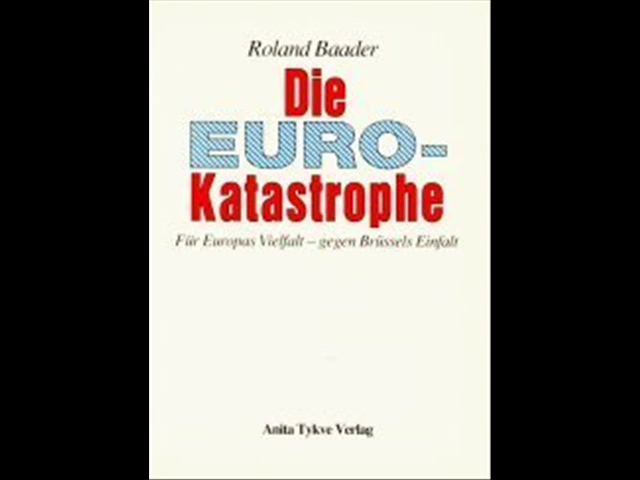 Roland Baader
Die
EURO-
Katastrophe
Für Europas Vielfalt – gegen Brüssels Einfalt
Anita Tykve Verlag